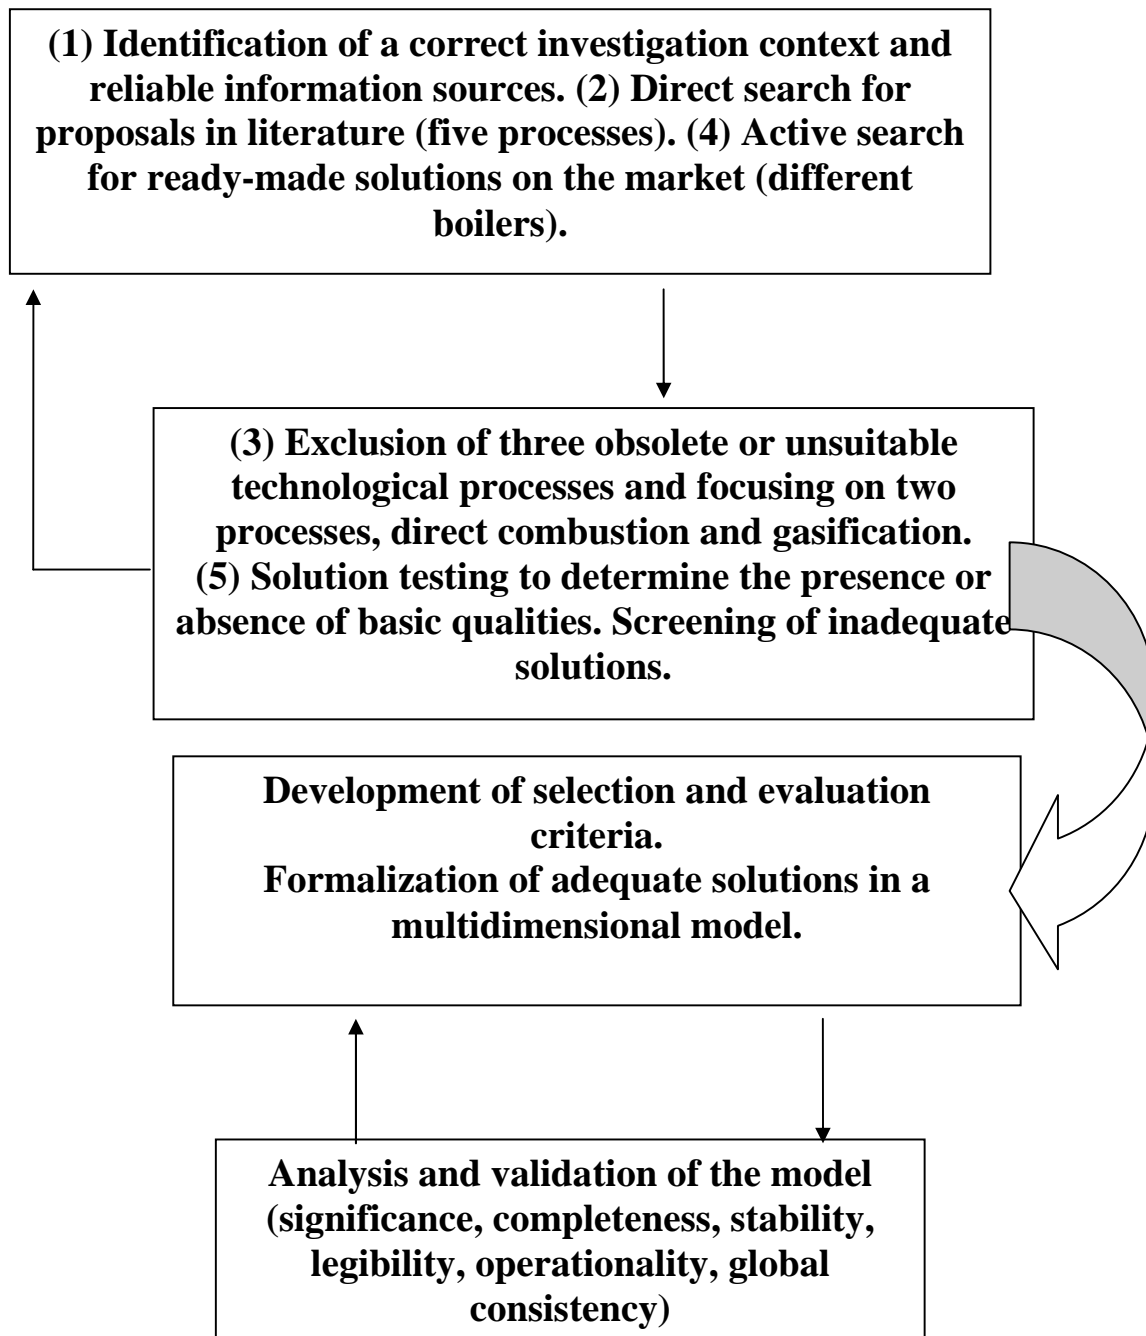 (1) Identification of a correct investigation context and
reliable information sources. (2) Direct search for
proposals in literature (five processes). (4) Active search
for ready-made solutions on the market (different
boilers).
(3) Exclusion of three obsolete or unsuitable
technological processes and focusing on two
processes, direct combustion and gasification.
(5) Solution testing to determine the presence or
absence of basic qualities. Screening of inadequate
solutions.
Development of selection and evaluation
criteria.
Formalization of adequate solutions in a
multidimensional model.
Analysis and validation of the model
(significance, completeness, stability,
legibility, operationality, global
consistency)